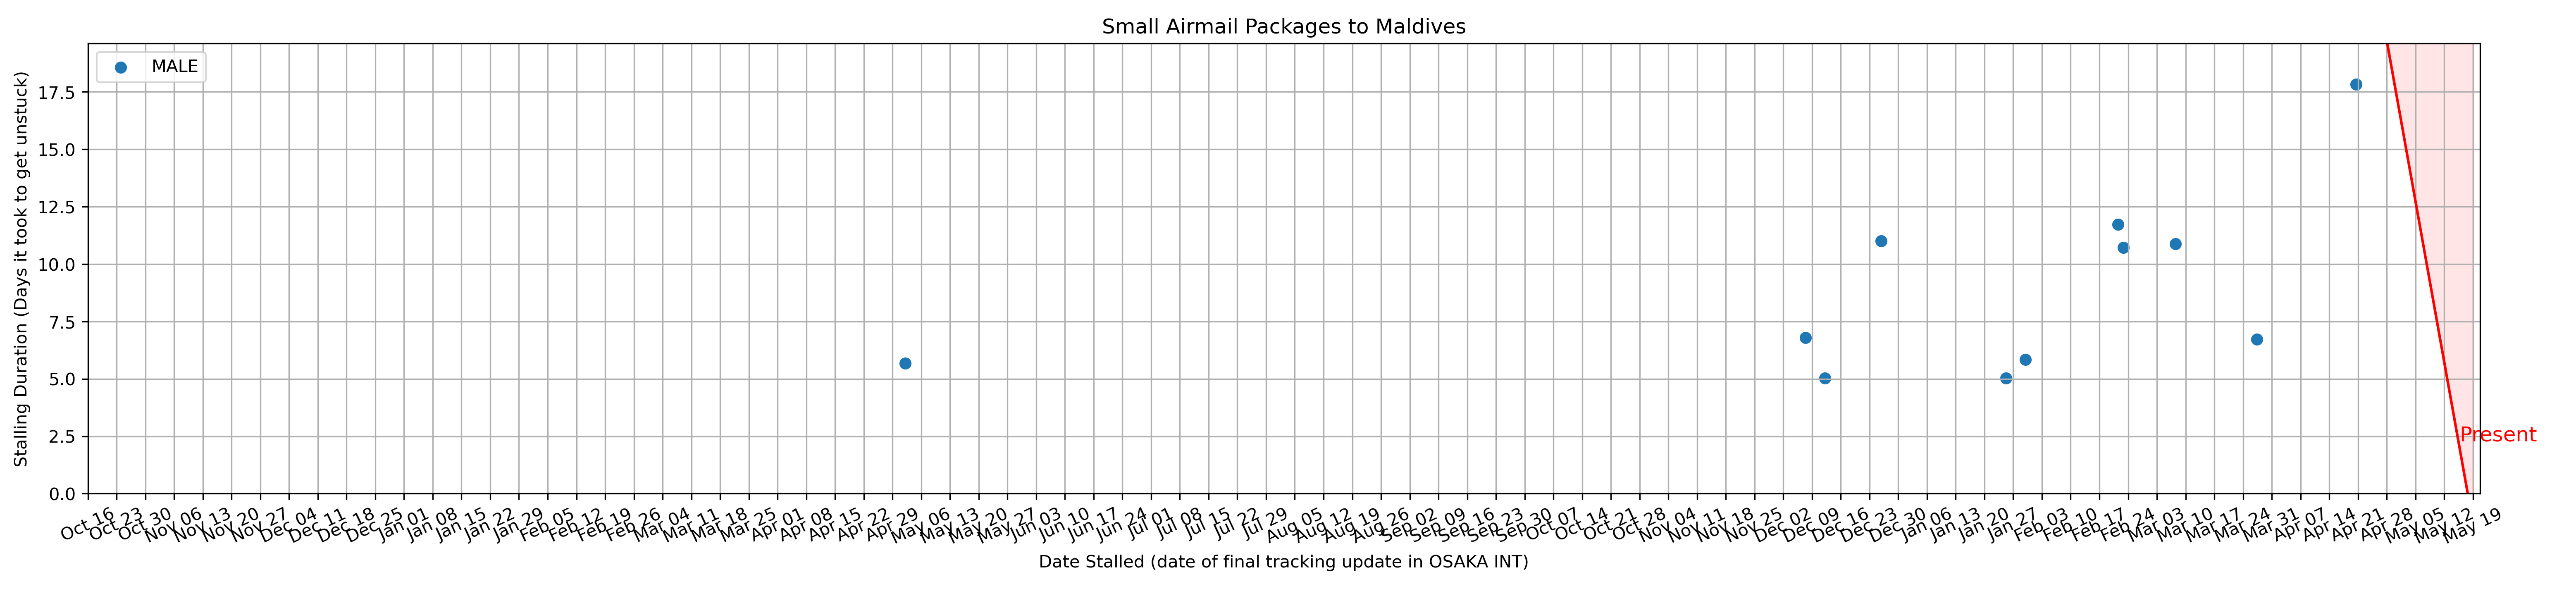 Small Airmail Packages to Maldives
MALE
Stalling Duration (Days it took to get unstuck)
17.5
15.0
12.5
10.0
7.5
5.0
2.5
0.0
Present
Oct 16 Oct 23 Oct 30 Nov 06 Nov 13 Nov 20 Nov 27 Dec 04 Dec 11 Dec 18 Dec 25 Jan 01 Jan 08 Jan 15 Jan 22 Jan 29 Feb 05 Feb 12 Feb 19 Feb 26 Mar 04 Mar 11 Mar 18 Mar 25 Apr 01 Apr 08 Apr 15 Apr 22 Apr 29 May 06 May 13 May 20 May 27 Jun 03 Jun 10 Jun 17 Jun 24 Jul 01 Jul 08 Jul 15 Jul 22 Jul 29 Aug 05 Aug 12 Aug 19 Aug 26 Sep 02 Sep 09 Sep 16 Sep 23 Sep 30 Oct 07 Oct 14 Oct 21 Oct 28 Nov 04 Nov 11 Nov 18 Nov 25 Dec 02 Dec 09 Dec 16 Dec 23 Dec 30 Jan 06 Jan 13 Jan 20 Jan 27 Feb 03 Feb 10 Feb 17 Feb 24 Mar 03 Mar 10 Mar 17 Mar 24 Mar 31 Apr 07 Apr 14 Apr 21 Apr 28 May 05 May 12 May 19
Date Stalled (date of final tracking update in OSAKA INT)